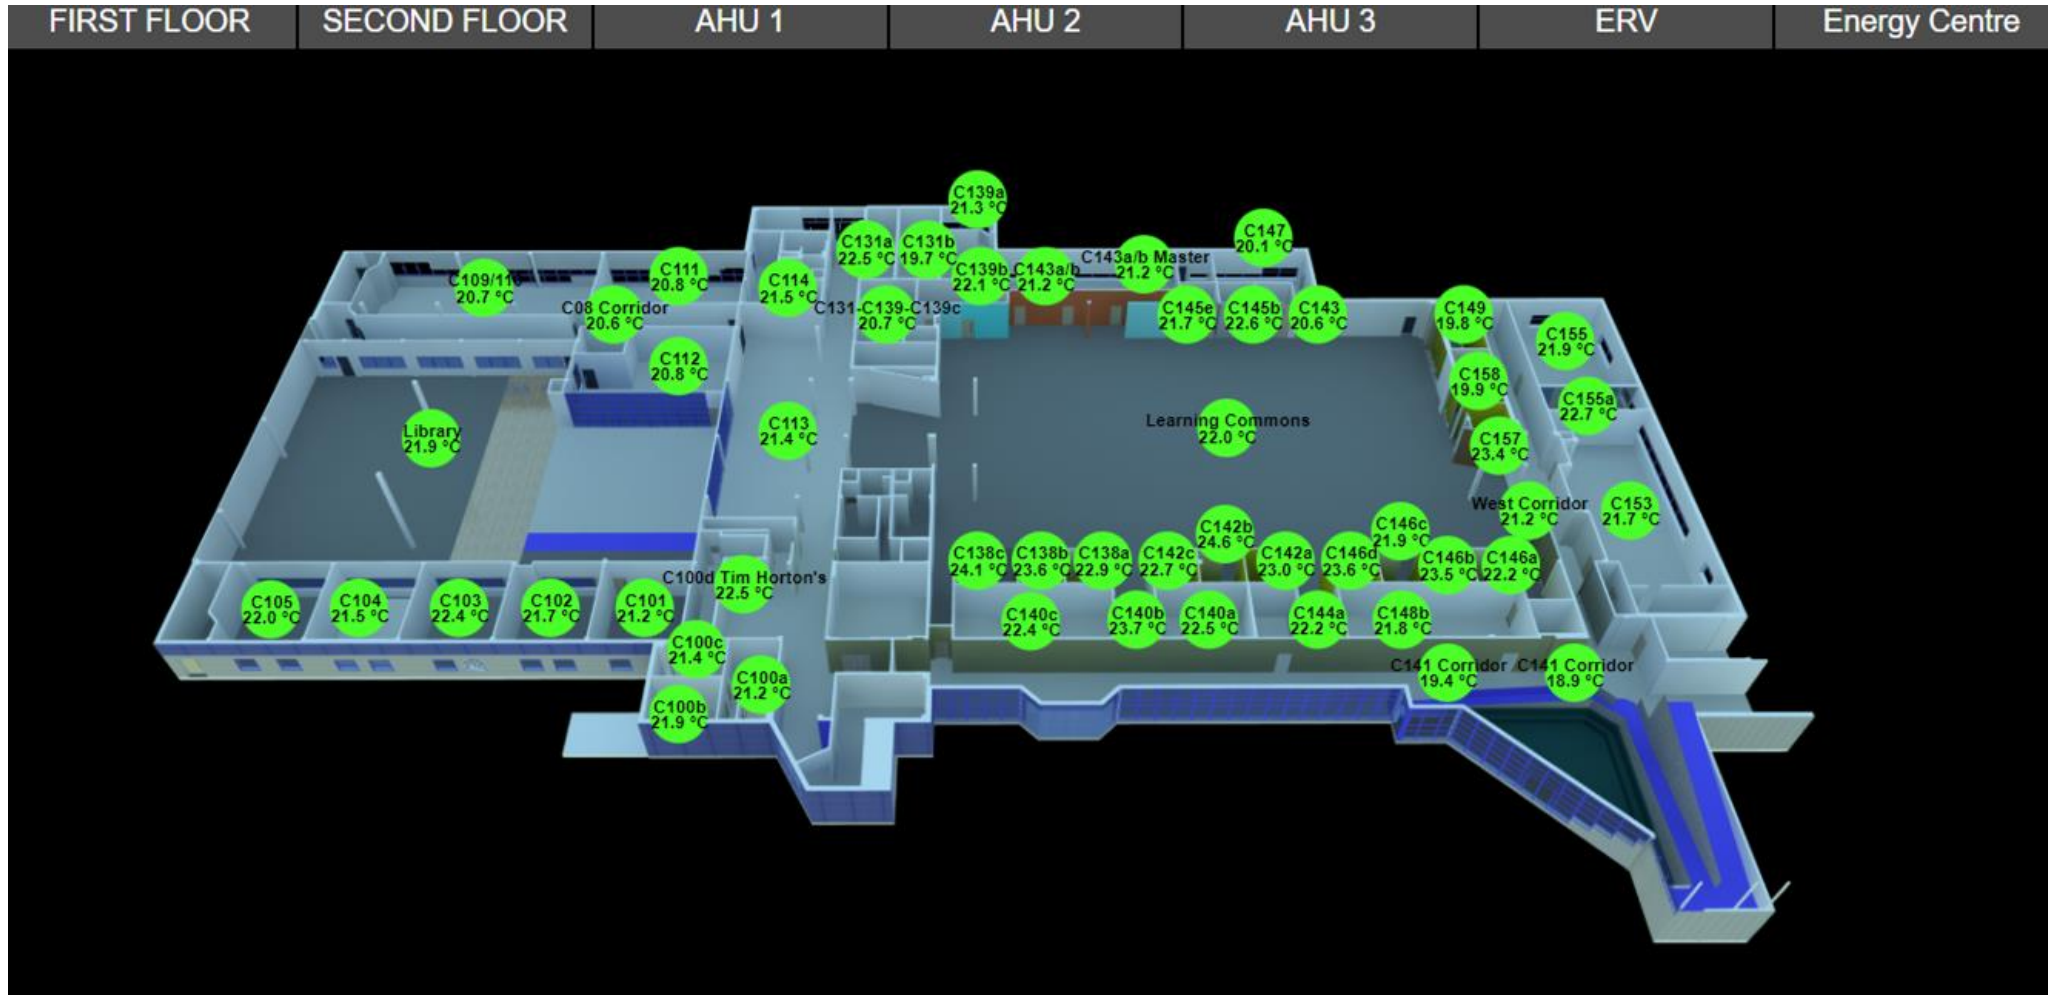 FIRST FLOOR
SECOND FLOOR
AHU 1
AHU 2
AHU 3
ERV
Energy Centre
C139a
21.3 °C
C131a
22.5 °C
C131b
19.7 °C
C147
20.1 °C
C139b
22.1 °C
C143a/b
21.2 °C
C143a/b Master
21.2 °C
C109/110
20.7 °C
C111
20.8 °C
C114
21.5 °C
C08 Corridor
20.6 °C
C131-C139-C139c
20.7 °C
C145e
21.7 °C
C145b
22.6 °C
C143
20.6 °C
C149
19.8 °C
C155
21.9 °C
C112
20.8 °C
C158
19.9 °C
C155a
22.7 °C
Library
21.9 °C
C113
21.4 °C
Learning Commons
22.0 °C
C157
23.4 °C
West Corridor
21.2 °C
C153
21.7 °C
C138c
24.1 °C
C138b
23.6 °C
C138a
22.9 °C
C142c
22.7 °C
C142b
24.6 °C
C142a
23.0 °C
C146d
23.6 °C
C146c
21.9 °C
C146b
23.5 °C
C146a
22.2 °C
C100d Tim Horton's
22.5 °C
C105
22.0 °C
C104
21.5 °C
C103
22.4 °C
C102
21.7 °C
C101
21.2 °C
C140c
22.4 °C
C140b
23.7 °C
C140a
22.5 °C
C144a
22.2 °C
C148b
21.8 °C
C100c
21.4 °C
C100a
21.2 °C
C100b
21.9 °C
C141 Corridor
19.4 °C
C141 Corridor
18.9 °C